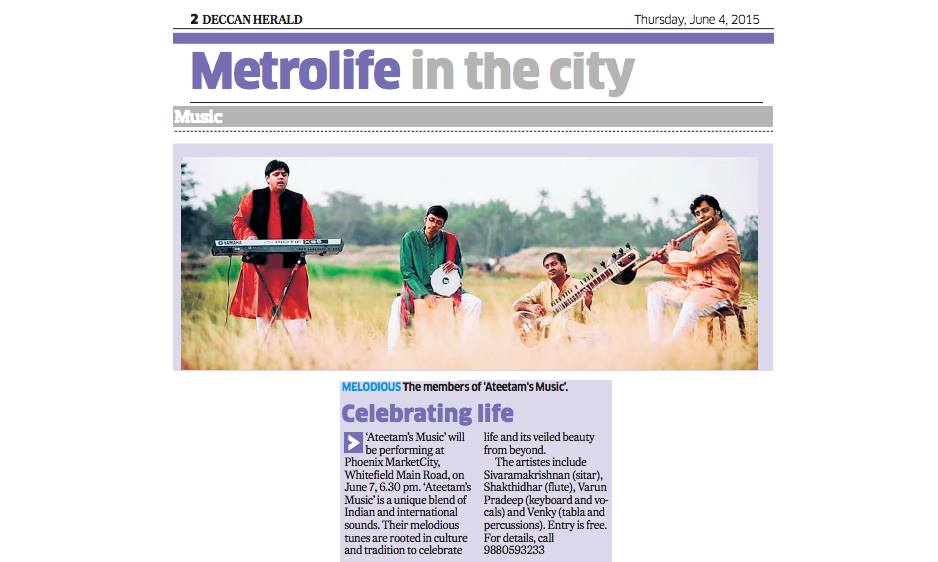 2 DECCAN HERALD
Thursday, June 4, 2015
Metrolife in the city
Music
YAMAHA
MELODIOUS The members of 'Ateetam's Music'.
Celebrating life
'Ateetam's Music' will
be performing at
Phoenix MarketCity,
Whitefield Main Road, on
June 7, 6.30 pm. 'Ateetam's
Music' is a unique blend of
Indian and international
sounds. Their melodious
tunes are rooted in culture
and tradition to celebrate
life and its veiled beauty
from beyond.
The artistes include
Sivaramakrishnan (sitar),
Shakthidhar (flute), Varun
Pradeep (keyboard and vo-
cals) and Venky (tabla and
percussions). Entry is free.
For details, call
9880593233